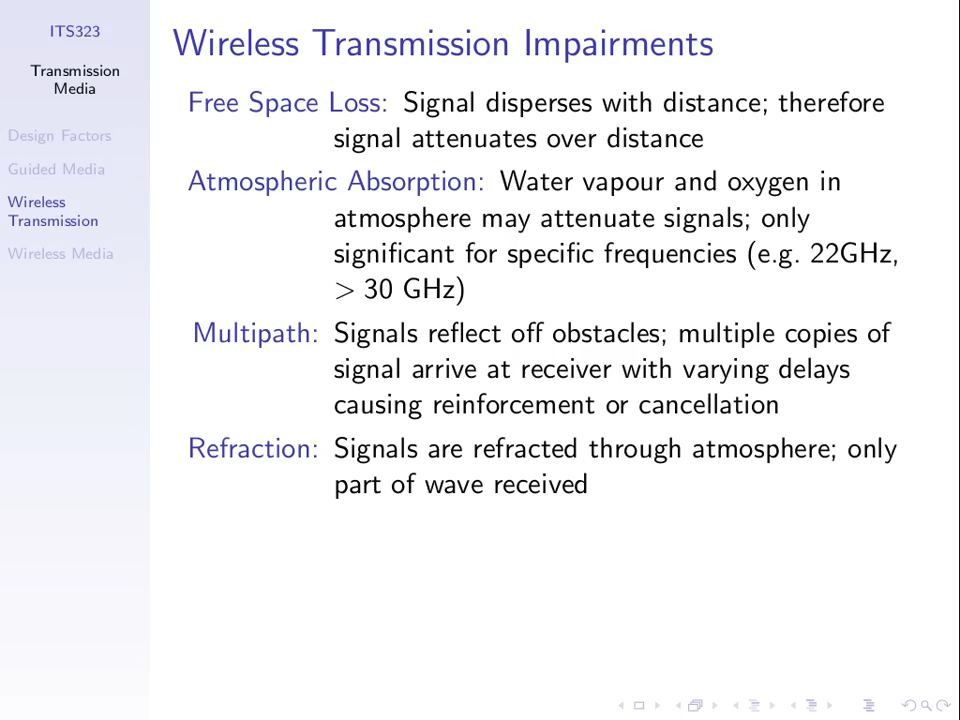 ITS323
Transmission
Media
Design Factors
Guided Media
Wireless
Transmission
Wireless Media
Wireless Transmission Impairments
Free Space Loss: Signal disperses with distance; therefore
signal attenuates over distance
Atmospheric Absorption: Water vapour and oxygen in
atmosphere may attenuate signals; only
significant for specific frequencies (e.g. 22GHz,
> 30 GHz)
Multipath: Signals reflect off obstacles; multiple copies of
signal arrive at receiver with varying delays
causing reinforcement or cancellation
Refraction: Signals are refracted through atmosphere; only
part of wave received